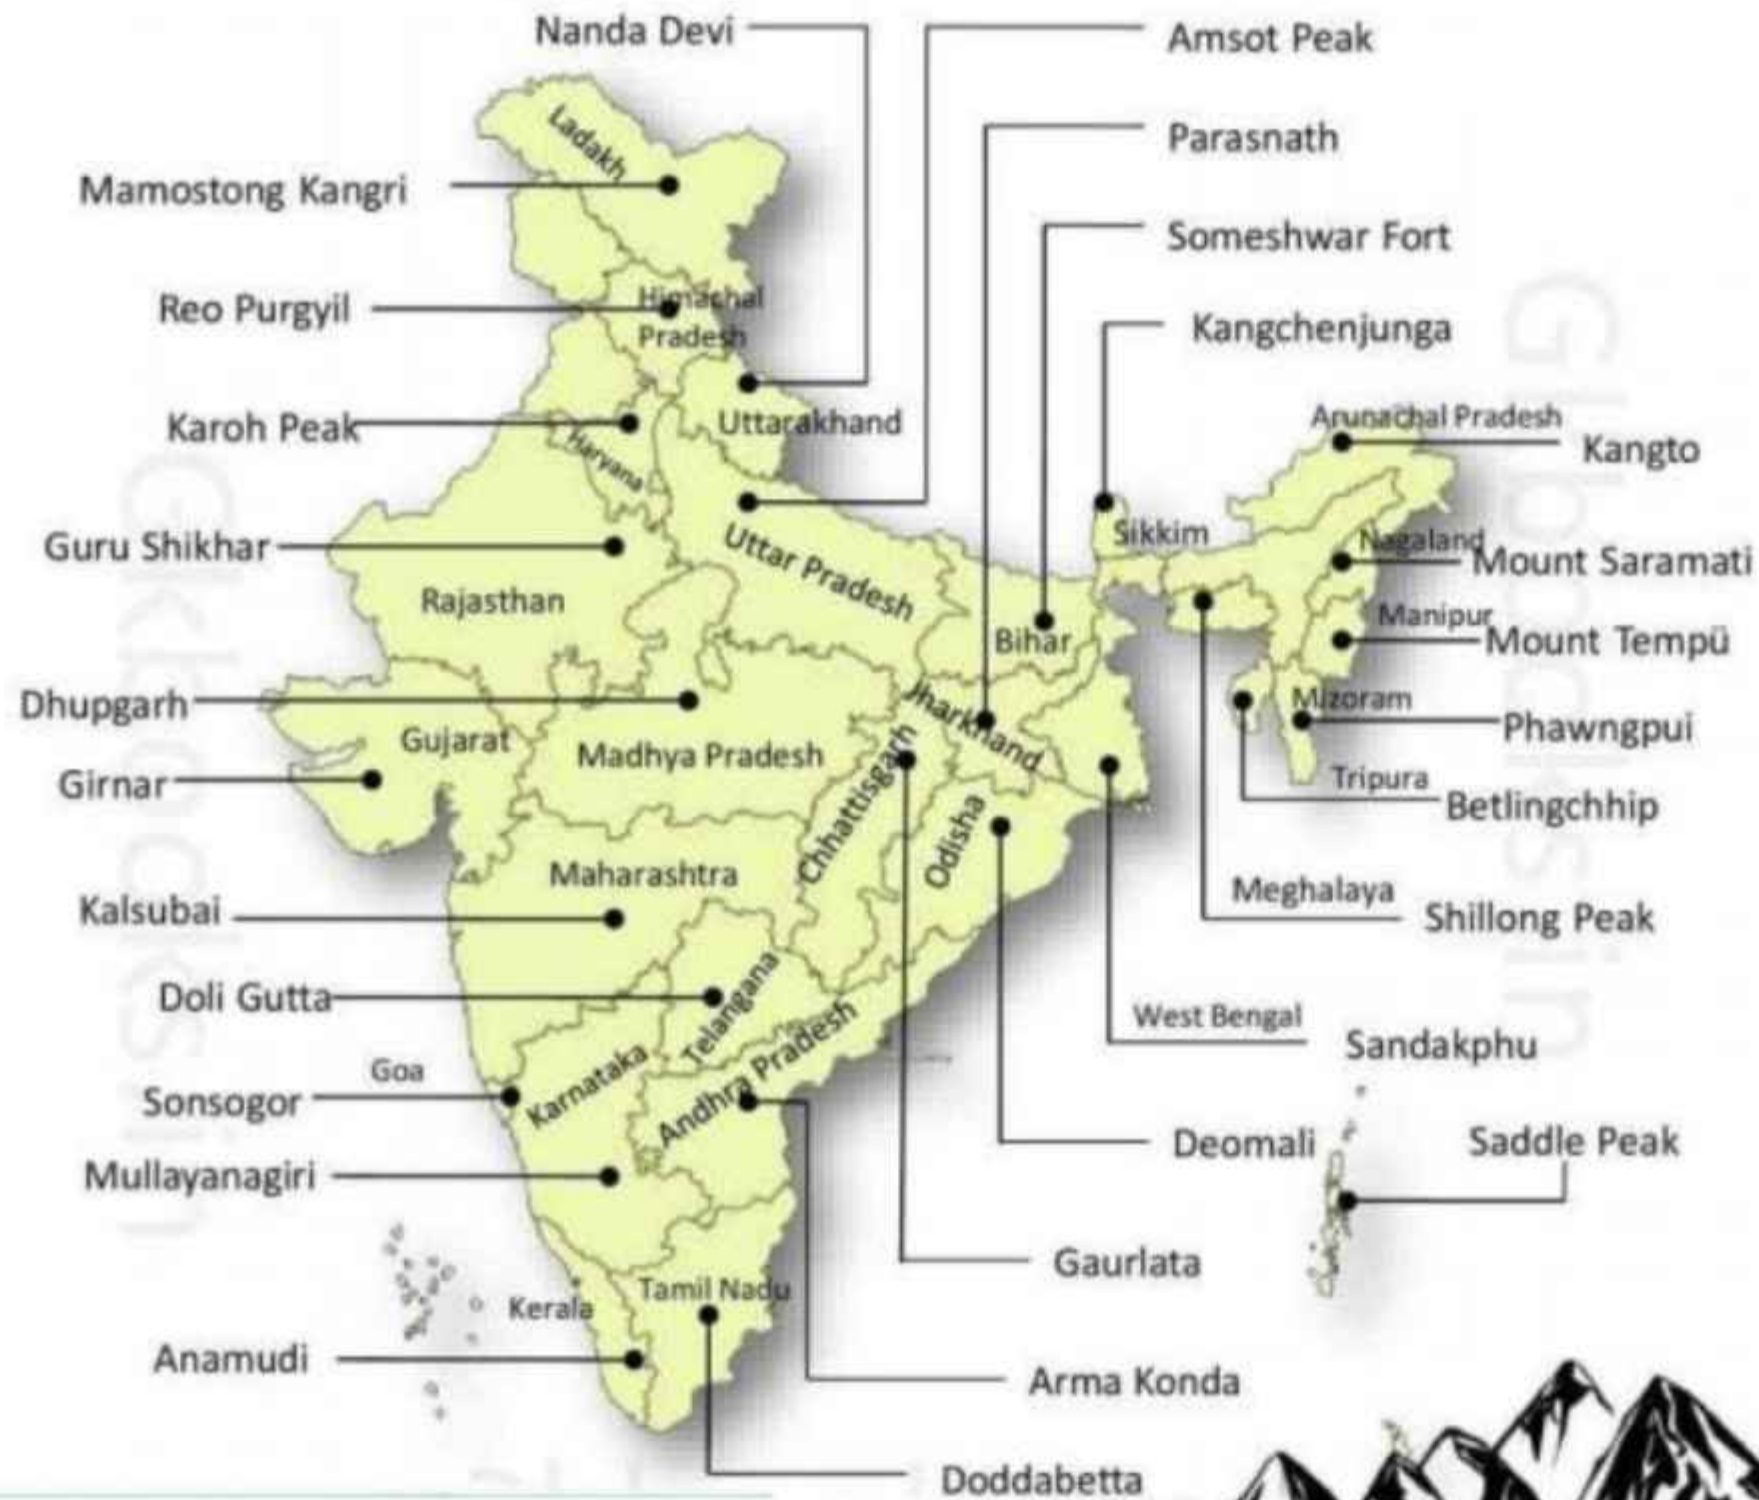 Nanda Devi
Amsot Peak
Ladakh
Parasnath
Mamostong Kangri
Someshwar Fort
Reo Purgyil
Himachal
Pradesh
Kangchenjunga
Karoh Peak
Haryana
Uttarakhand
Arunachal Pradesh
Kangto
Guru Shikhar
Uttar Pradesh
Sikkim
Nagaland
Mount Saramati
Rajasthan
Bihar
Manipur
Mount Tempü
Dhupgarh
Gujarat
Madhya Pradesh
Jharkhand
Mizoram
Phawngpui
Girnar
Chhattisgarh
Odisha
Tripura
Betlingchhip
Maharashtra
Kalsubai
Meghalaya
Shillong Peak
Doli Gutta
Telangana
West Bengal
Sandakphu
Goa
Sonsogor
Karnataka
Andhra Pradesh
Mullayanagiri
Deomali
Saddle Peak
Gaurlata
Kerala
Tamil Nadu
Anamudi
Arma Konda
Doddabetta